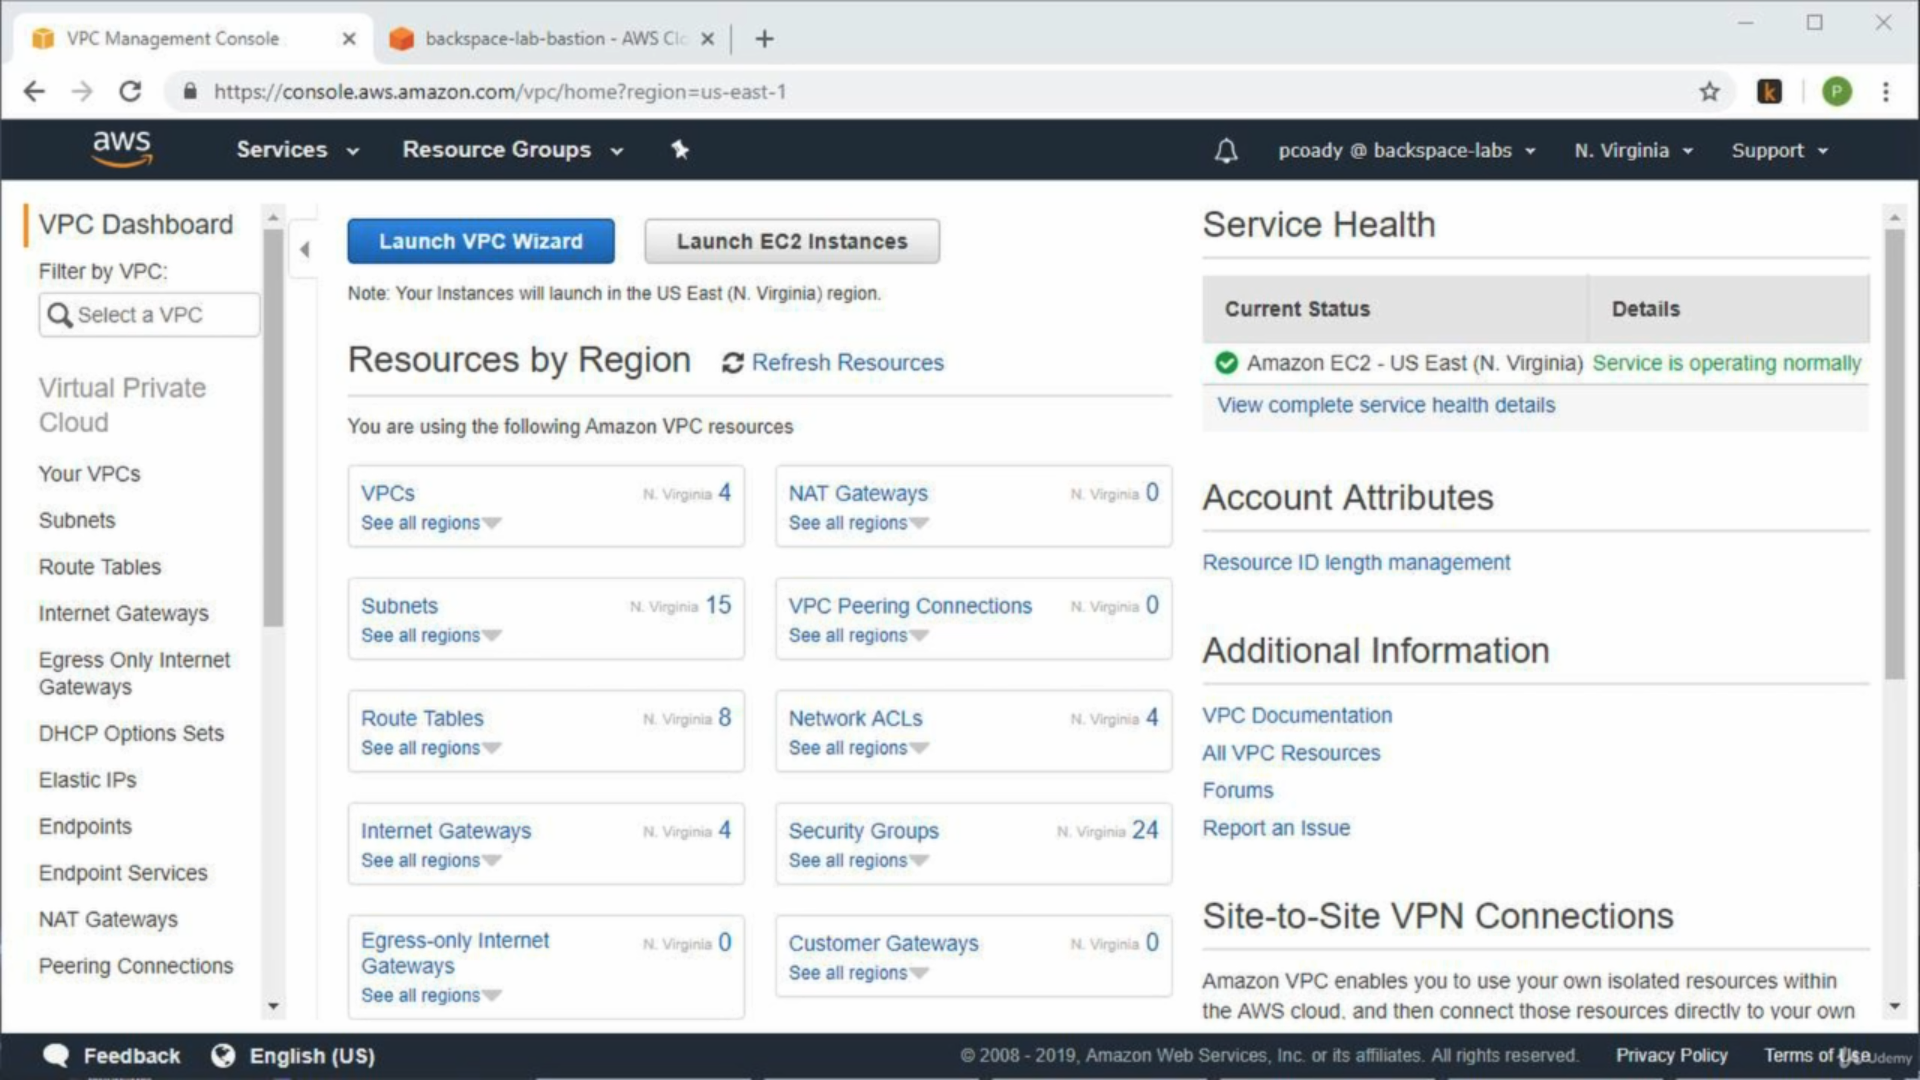 VPC Management Console
backspace-lab-bastion - AWS Clo
https://console.aws.amazon.com/vpc/home?region=us-east-1
k
P
aws
Services
Resource Groups
pcoady @ backspace-labs
N. Virginia
Support
VPC Dashboard
Filter by VPC:
Select a VPC
Virtual Private
Cloud
Your VPCs
Subnets
Route Tables
Internet Gateways
Egress Only Internet
Gateways
DHCP Options Sets
Elastic IPs
Endpoints
Endpoint Services
NAT Gateways
Peering Connections
Launch VPC Wizard
Launch EC2 Instances
Note: Your Instances will launch in the US East (N. Virginia) region.
Resources by Region
Refresh Resources
You are using the following Amazon VPC resources
VPCs N. Virginia 4
See all regions
NAT Gateways N. Virginia 0
See all regions
Subnets N. Virginia 15
See all regions
VPC Peering Connections N. Virginia 0
See all regions
Route Tables N. Virginia 8
See all regions
Network ACLs N. Virginia 4
See all regions
Internet Gateways N. Virginia 4
See all regions
Security Groups N. Virginia 24
See all regions
Egress-only Internet N. Virginia 0
Gateways
See all regions
Customer Gateways N. Virginia 0
See all regions
Service Health
Current Status Details
Amazon EC2 - US East (N. Virginia) Service is operating normally
View complete service health details
Account Attributes
Resource ID length management
Additional Information
VPC Documentation
All VPC Resources
Forums
Report an Issue
Site-to-Site VPN Connections
Amazon VPC enables you to use your own isolated resources within
the AWS cloud, and then connect those resources directly to your own
Feedback
English (US)
© 2008 - 2019, Amazon Web Services, Inc. or its affiliates. All rights reserved.
Privacy Policy
Terms of Use
Udemy